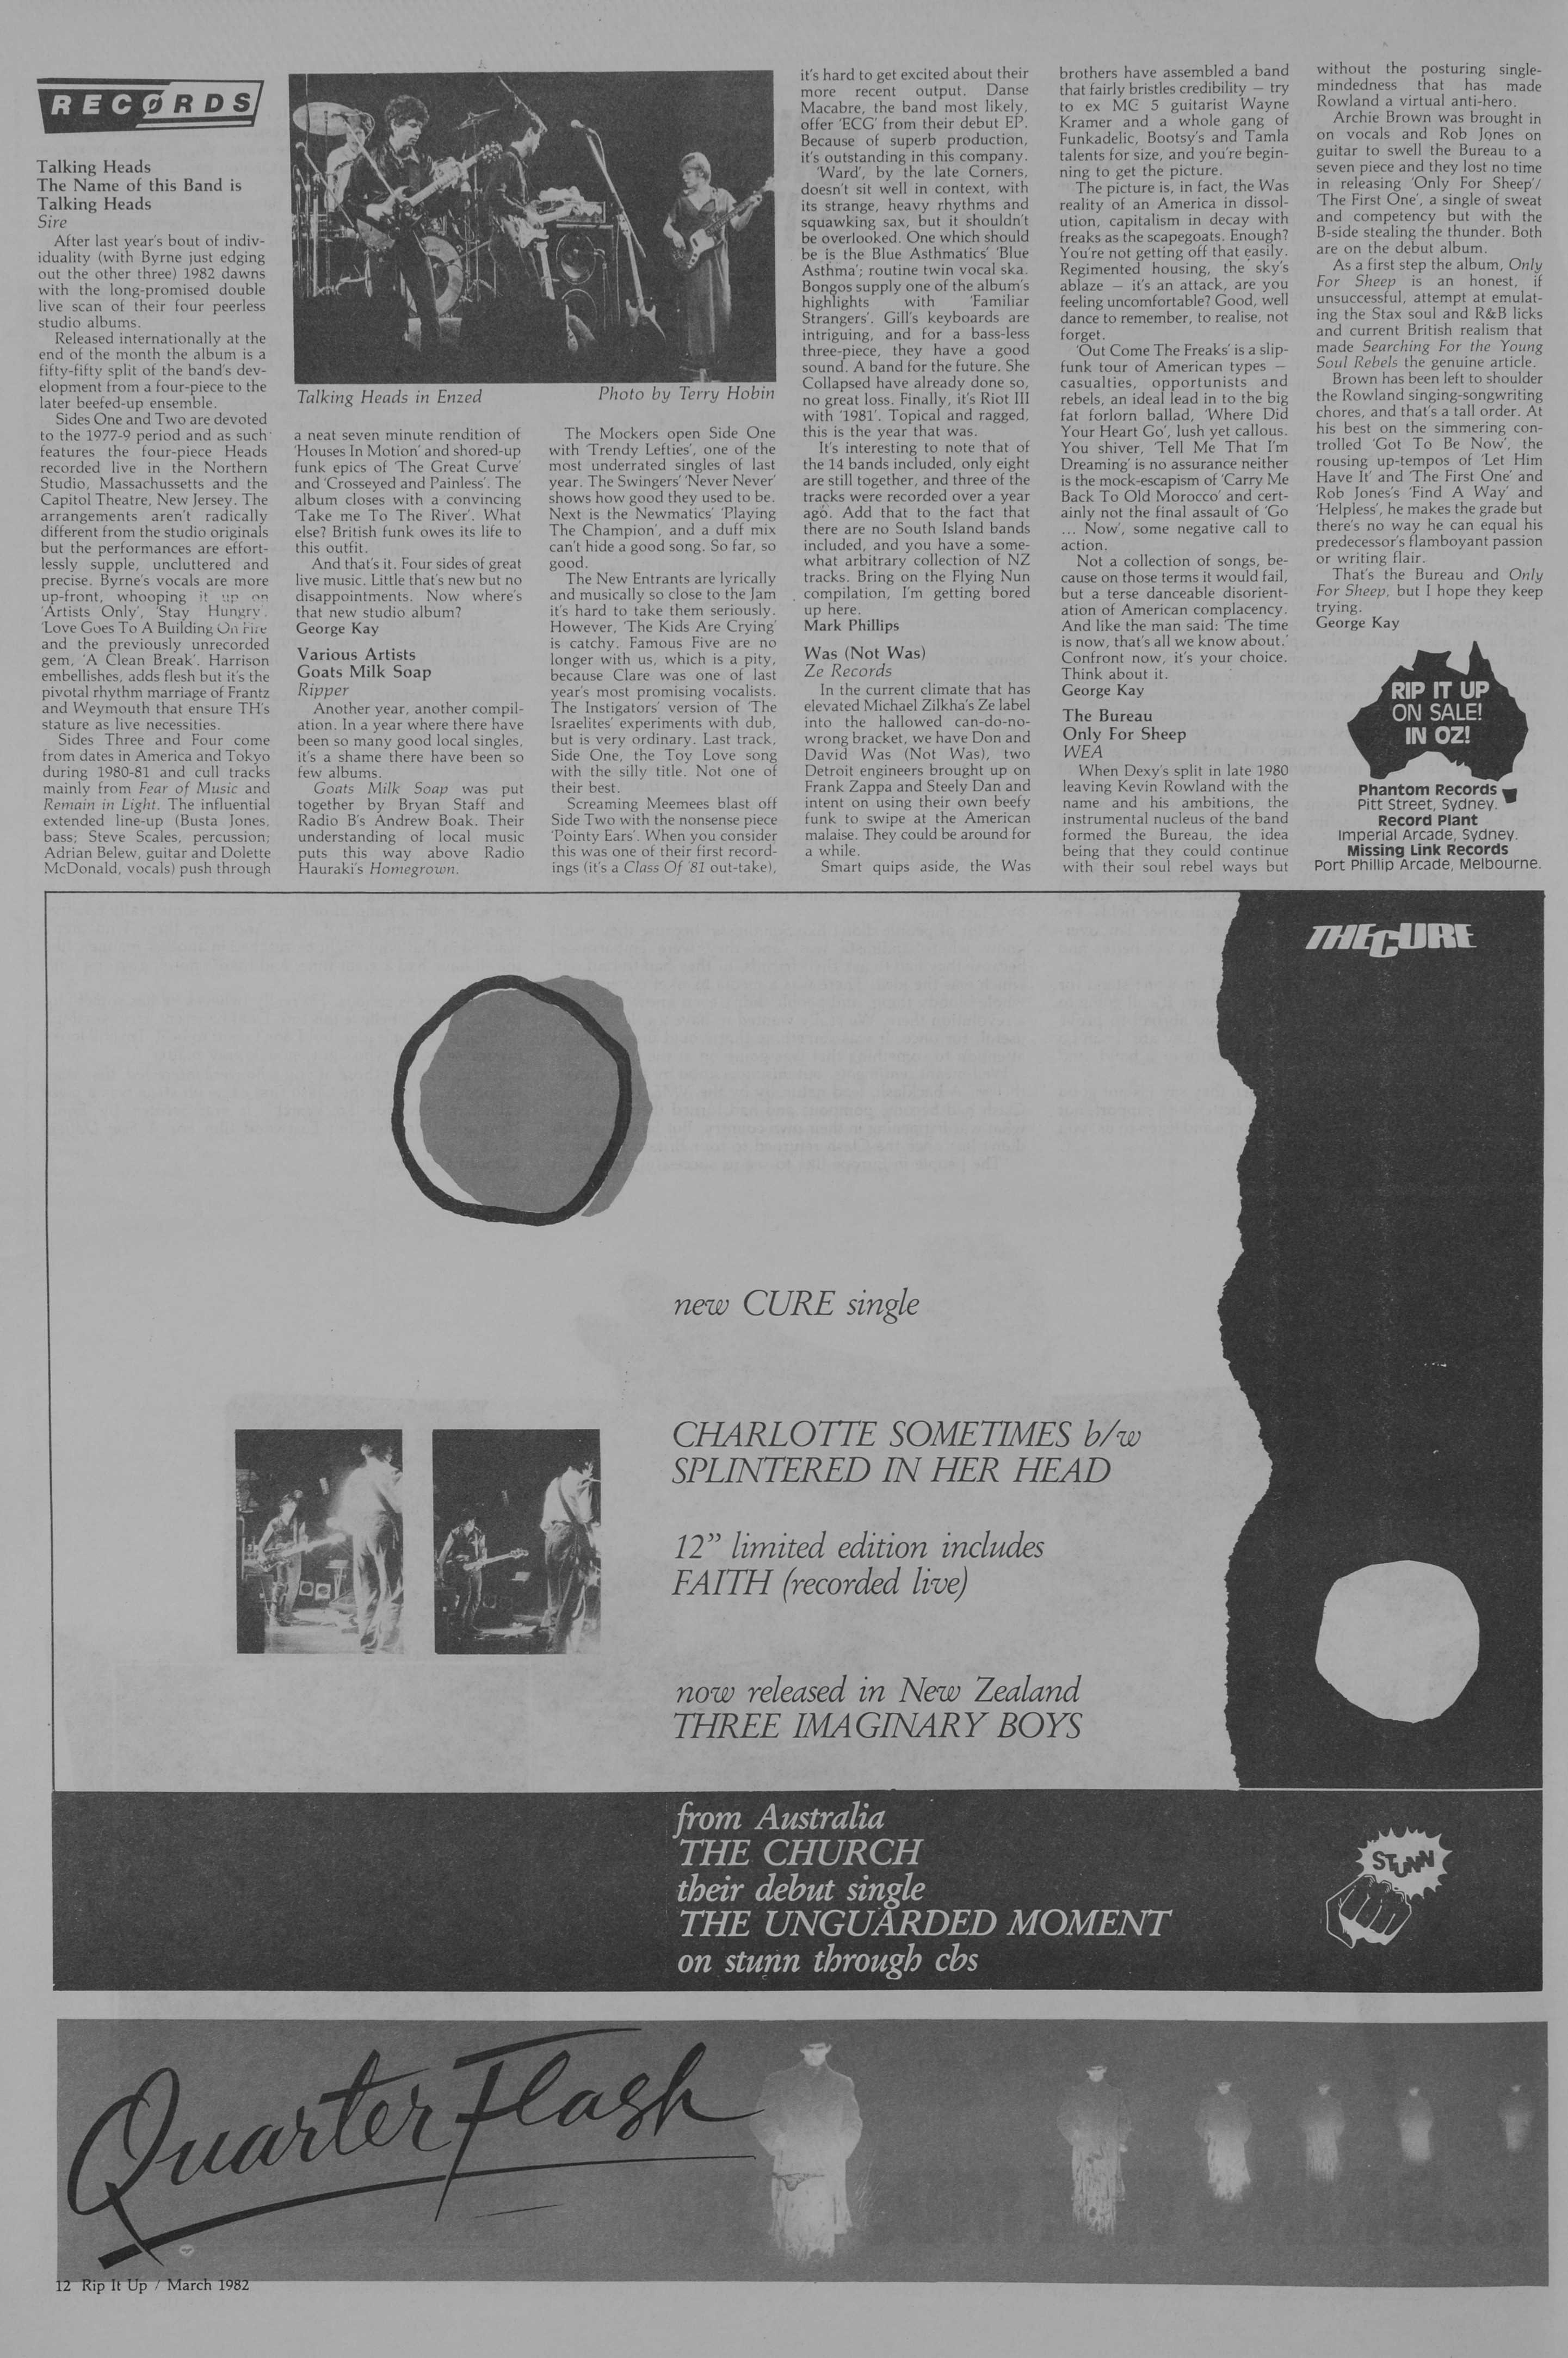 RECORDS
Talking Heads
The Name of this Band is
Talking Heads
Sire
After last year's bout of indiv-
iduality (with Byrne just edging
out the other three) 1982 dawns
with the long-promised double
live scan of their four peerless
studio albums.
Released internationally at the
end of the month the album is a
fifty-fifty split of the band's dev-
elopment from a four-piece to the
later beefed-up ensemble.
Sides One and Two are devoted
to the 1977-9 period and as such
features the four-piece Heads
recorded live in the Northern
Studio, Massachussetts and the
Capitol Theatre, New Jersey. The
arrangements aren't radically
different from the studio originals
but the performances are effort-
lessly supple, uncluttered and
precise. Byrne's vocals are more
up-front, whooping it up on
'Artists Only', 'Stay Hungry'.
'Love Goes To A Building On Fire
and the previously unrecorded
gem, 'A Clean Break'. Harrison
embellishes, adds flesh but it's the
pivotal rhythm marriage of Frantz
and Weymouth that ensure TH's
stature as live necessities.
Sides Three and Four come
from dates in America and Tokyo
during 1980-81 and cull tracks
mainly from Fear of Music and
Remain in Light. The influential
extended line-up (Busta Jones,
bass; Steve Scales, percussion;
Adrian Belew, guitar and Dolette
McDonald, vocals) push through
Talking Heads in Enzed
Photo by Terry Hobin
a neat seven minute rendition of
'Houses In Motion' and shored-up
funk epics of 'The Great Curve'
and 'Crosseyed and Painless'. The
album closes with a convincing
'Take me To The River'. What
else? British funk owes its life to
this outfit.
And that's it. Four sides of great
live music. Little that's new but no
disappointments. Now where's
that new studio album?
George Kay
Various Artists
Goats Milk Soap
Ripper
Another year, another compil-
ation. In a year where there have
been so many good local singles,
it's a shame there have been so
few albums.
Goats Milk Soap was put
together by Bryan Staff and
Radio B's Andrew Boak. Their
understanding of local music
puts this way above Radio
Hauraki's Homegrown.
The Mockers open Side One
with 'Trendy Lefties', one of the
most underrated singles of last
year. The Swingers' 'Never Never'
shows how good they used to be.
Next is the Newmatics' 'Playing
The Champion', and a duff mix
can't hide a good song. So far, so
good.
The New Entrants are lyrically
and musically so close to the Jam
it's hard to take them seriously.
However, 'The Kids Are Crying'
is catchy. Famous Five are no
longer with us, which is a pity,
because Clare was one of last
year's most promising vocalists.
The Instigators' version of 'The
Israelites' experiments with dub,
but is very ordinary. Last track,
Side One, the Toy Love song
with the silly title. Not one of
their best.
Screaming Meemees blast off
Side Two with the nonsense piece
'Pointy Ears'. When you consider
this was one of their first record-
ings (it's a Class Of '81 out-take),
it's hard to get excited about their
more recent output. Danse
Macabre, the band most likely,
offer 'ECG' from their debut EP.
Because of superb production,
it's outstanding in this company.
'Ward', by the late Corners,
doesn't sit well in context, with
its strange, heavy rhythms and
squawking sax, but it shouldn't
be overlooked. One which should
be is the Blue Asthmatics' 'Blue
Asthma'; routine twin vocal ska.
Bongos supply one of the album's
highlights with 'Familiar
Strangers'. Gill's keyboards are
intriguing, and for a bass-less
three-piece, they have a good
sound. A band for the future. She
Collapsed have already done so,
no great loss. Finally, it's Riot III
with '1981'. Topical and ragged,
this is the year that was.
It's interesting to note that of
the 14 bands included, only eight
are still together, and three of the
tracks were recorded over a year
ago. Add that to the fact that
there are no South Island bands
included, and you have a some-
what arbitrary collection of NZ
tracks. Bring on the Flying Nun
compilation, I'm getting bored
up here.
Mark Phillips
Was (Not Was)
Ze Records
In the current climate that has
elevated Michael Zilkha's Ze label
into the hallowed can-do-no-
wrong bracket, we have Don and
David Was (Not Was), two
Detroit engineers brought up on
Frank Zappa and Steely Dan and
intent on using their own beefy
funk to swipe at the American
malaise. They could be around for
a while.
Smart quips aside, the Was
brothers have assembled a band
that fairly bristles credibility — try
to ex MC 5 guitarist Wayne
Kramer and a whole gang of
Funkadelic, Bootsy's and Tamla
talents for size, and you're begin-
ning to get the picture.
The picture is, in fact, the Was
reality of an America in dissol-
ution, capitalism in decay with
freaks as the scapegoats. Enough?
You're not getting off that easily.
Regimented housing, the sky's
ablaze — it's an attack, are you
feeling uncomfortable? Good, well
dance to remember, to realise, not
forget.
'Out Come The Freaks' is a slip-
funk tour of American types —
casualties, opportunists and
rebels, an ideal lead in to the big
fat forlorn ballad, 'Where Did
Your Heart Go', lush yet callous.
You shiver, 'Tell Me That I'm
Dreaming' is no assurance neither
is the mock-escapism of 'Carry Me
Back To Old Morocco' and cert-
ainly not the final assault of 'Go
... Now', some negative call to
action.
Not a collection of songs, be-
cause on those terms it would fail,
but a terse danceable disorient-
ation of American complacency.
And like the man said: 'The time
is now, that's all we know about.'
Confront now, it's your choice.
Think about it.
George Kay
The Bureau
Only For Sheep
WEA
When Dexy's split in late 1980
leaving Kevin Rowland with the
name and his ambitions, the
instrumental nucleus of the band
formed the Bureau, the idea
being that they could continue
with their soul rebel ways but
without the posturing single-
mindedness that has made
Rowland a virtual anti-hero.
Archie Brown was brought in
on vocals and Rob Jones on
guitar to swell the Bureau to a
seven piece and they lost no time
in releasing 'Only For Sheep'/
'The First One', a single of sweat
and competency but with the
B-side stealing the thunder. Both
are on the debut album.
As a first step the album, Only
For Sheep is an honest, if
unsuccessful, attempt at emulat-
ing the Stax soul and R&B licks
and current British realism that
made Searching For the Young
Soul Rebels the genuine article.
Brown has been left to shoulder
the Rowland singing-songwriting
chores, and that's a tall order. At
his best on the simmering con-
trolled 'Got To Be Now', the
rousing up-tempos of 'Let Him
Have It' and 'The First One' and
Rob Jones's 'Find A Way' and
'Helpless', he makes the grade but
there's no way he can equal his
predecessor's flamboyant passion
or writing flair.
That's the Bureau and Only
For Sheep, but I hope they keep
trying.
George Kay
RIP IT UP
ON SALE!
IN OZ!
Phantom Records
Pitt Street, Sydney.
Record Plant
Imperial Arcade, Sydney.
Missing Link Records
Port Phillip Arcade, Melbourne.
THE CURE
new CURE single
CHARLOTTE SOMETIMES b/w
SPLINTERED IN HER HEAD
12" limited edition includes
FAITH (recorded live)
now released in New Zealand
THREE IMAGINARY BOYS
from Australia
THE CHURCH
their debut single
THE UNGUARDED MOMENT
on stunn through cbs
STUNN
Quarterflash
12 Rip It Up / March 1982